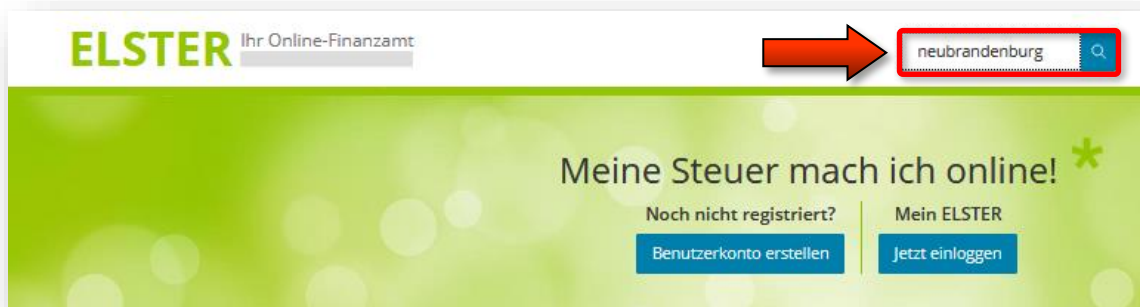 ELSTER Ihr Online-Finanzamt
neubrandenburg
Meine Steuer mach ich online! *
Noch nicht registriert?
Mein ELSTER
Benutzerkonto erstellen
Jetzt einloggen